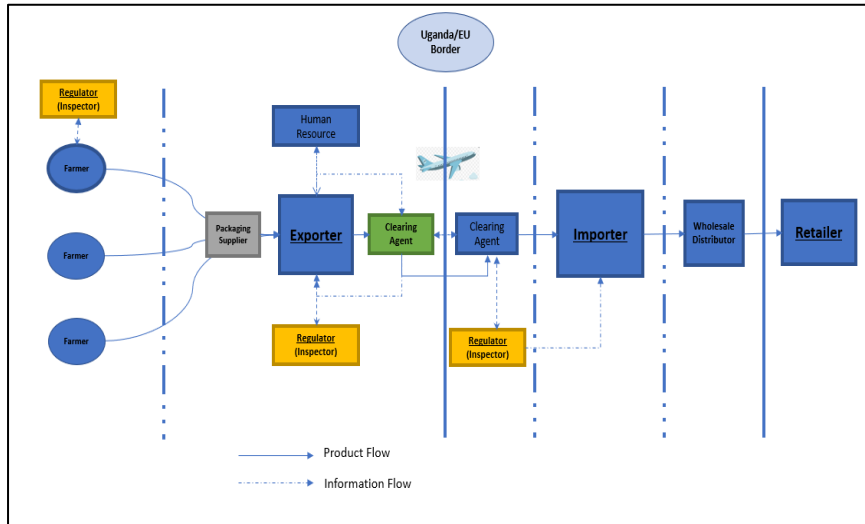 Uganda/EU
Border
Regulator
(Inspector)
Human
Resource
Farmer
Packaging
Supplier
Exporter
Clearing
Agent
Clearing
Agent
Importer
Wholesale
Distributor
Retailer
Farmer
Farmer
Regulator
(Inspector)
Regulator
(Inspector)
Product Flow
Information Flow